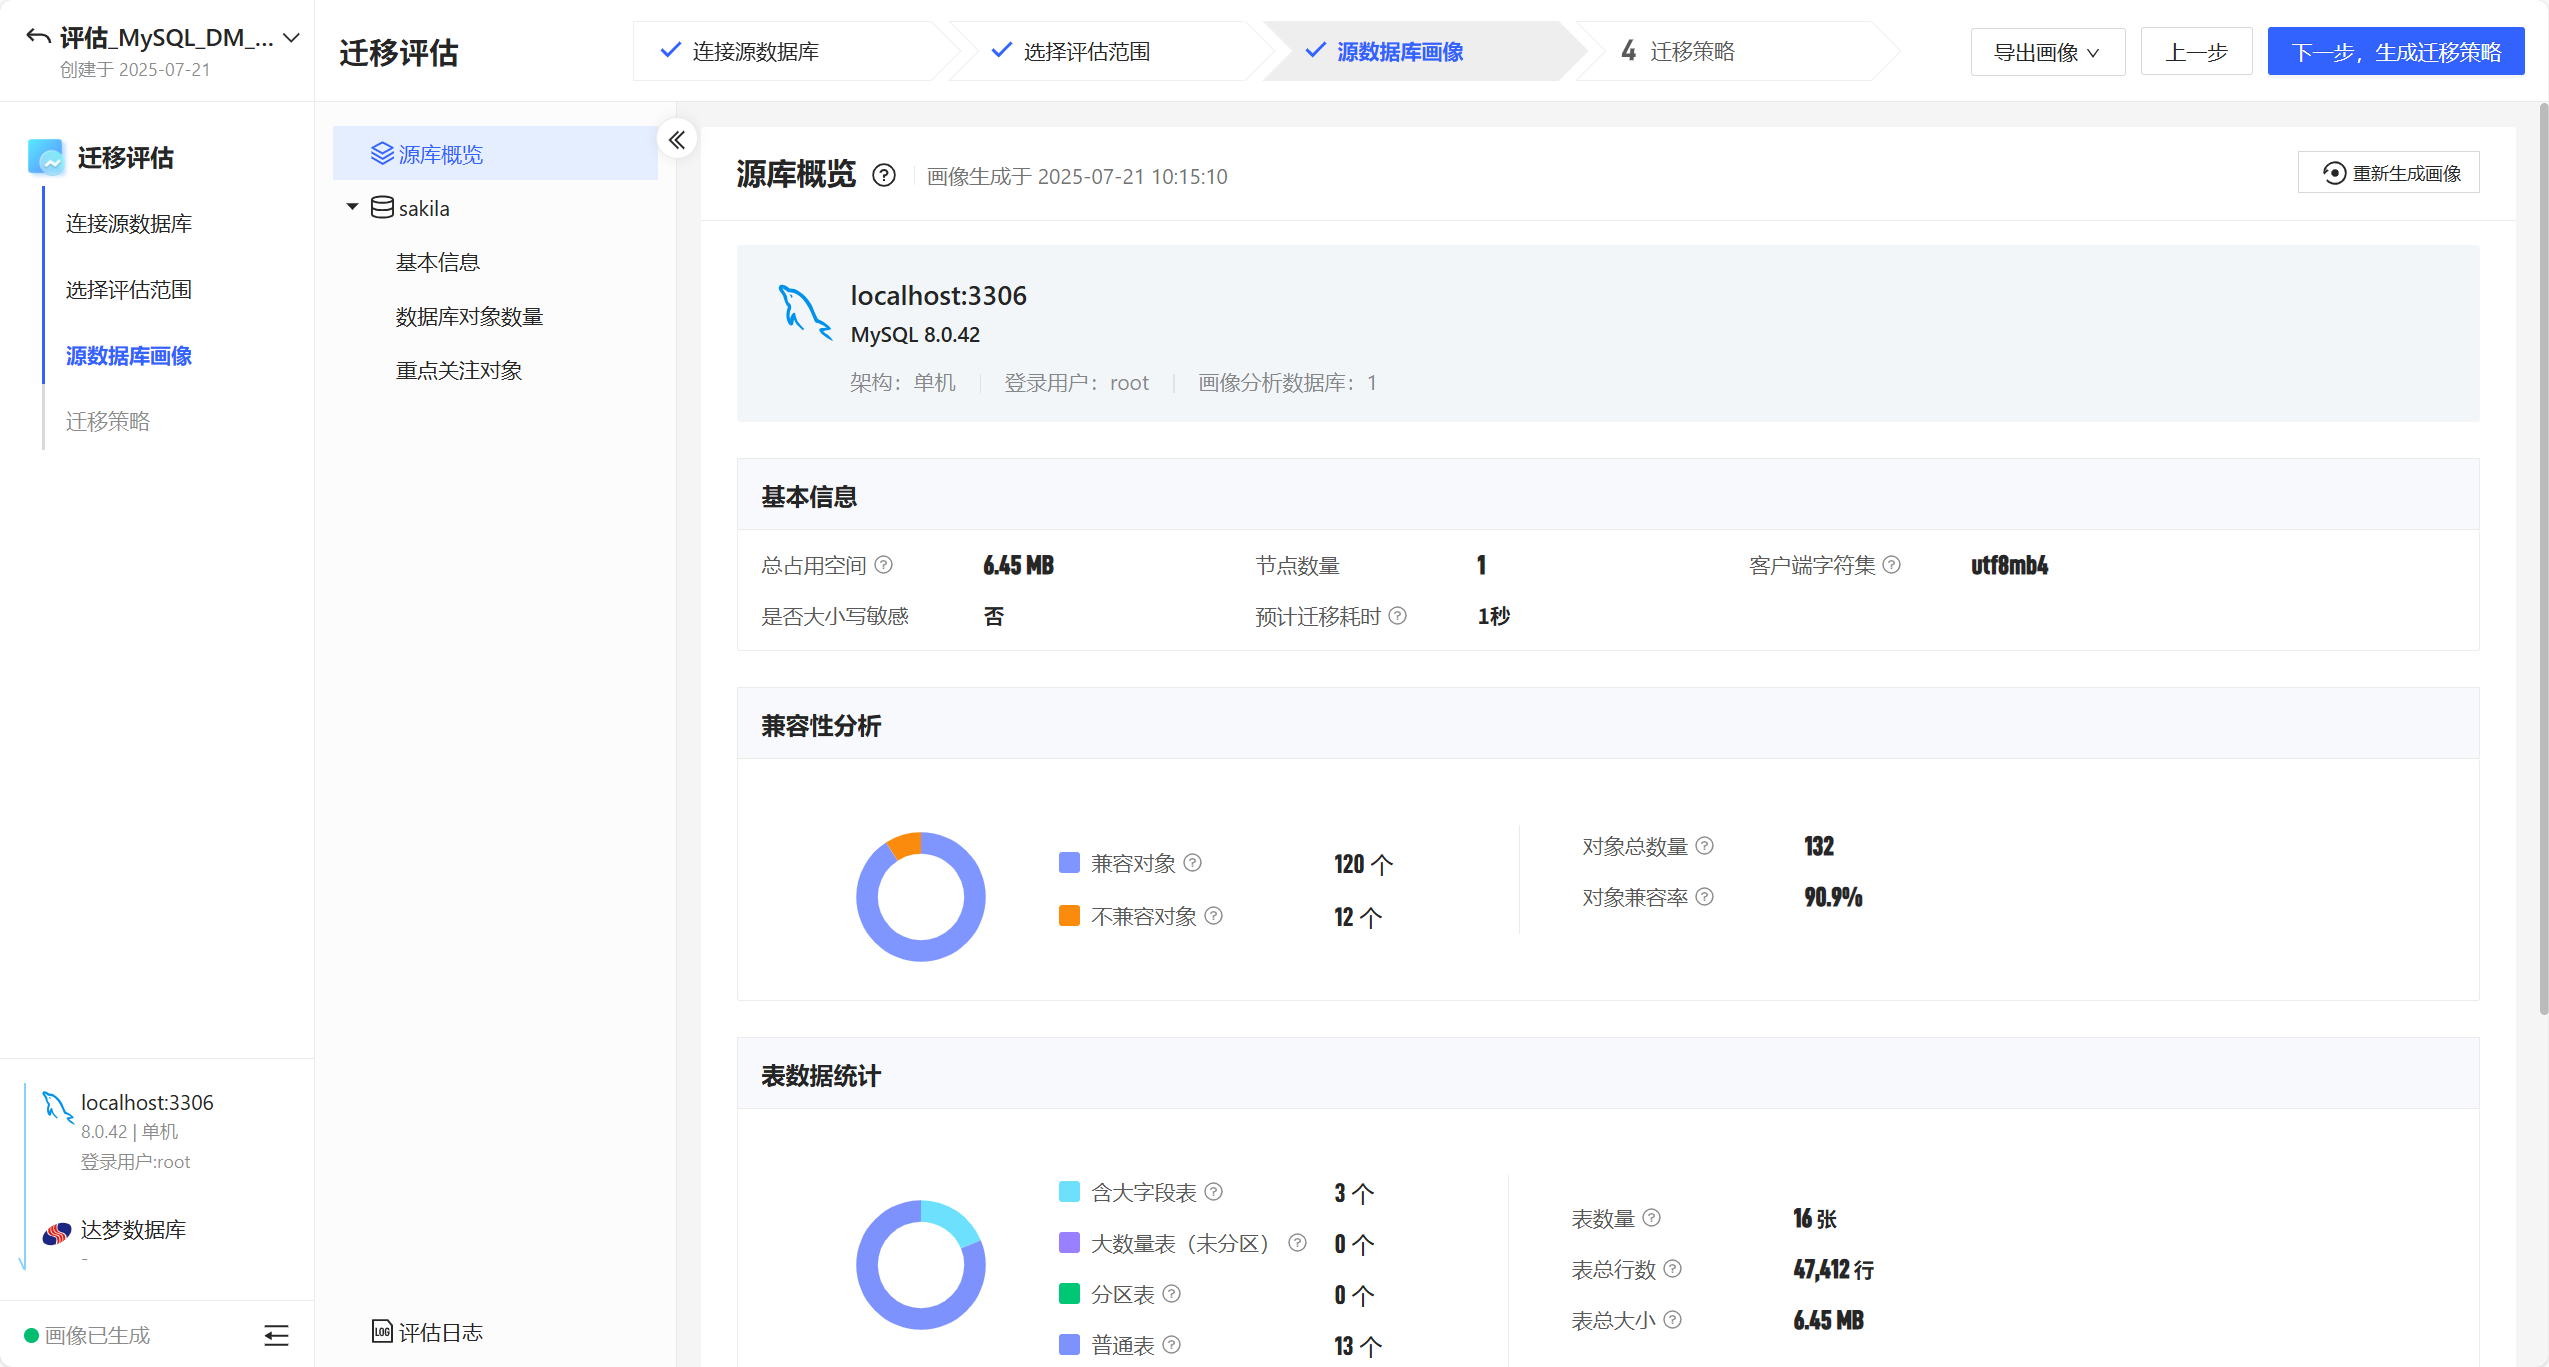 评估_MySQL_DM_...
创建于 2025-07-21
迁移评估
连接源数据库
选择评估范围
源数据库画像
4 迁移策略
导出画像
上一步
下一步，生成迁移策略
迁移评估
连接源数据库
选择评估范围
源数据库画像
迁移策略
localhost:3306
8.0.42 | 单机
登录用户:root
达梦数据库
-
画像已生成
源库概览
sakila
基本信息
数据库对象数量
重点关注对象
LOG 评估日志
源库概览 ? 画像生成于 2025-07-21 10:15:10
重新生成画像
localhost:3306
MySQL 8.0.42
架构：单机 登录用户：root 画像分析数据库：1
基本信息
总占用空间 ? 6.45 MB 节点数量 1 客户端字符集 ? utf8mb4
是否大小写敏感 否 预计迁移耗时 ? 1秒
兼容性分析
兼容对象 ? 120 个
不兼容对象 ? 12 个
对象总数量 ? 132
对象兼容率 ? 90.9%
表数据统计
含大字段表 ? 3 个
大数量表（未分区） ? 0 个
分区表 ? 0 个
普通表 ? 13 个
表数量 ? 16 张
表总行数 ? 47,412 行
表总大小 ? 6.45 MB